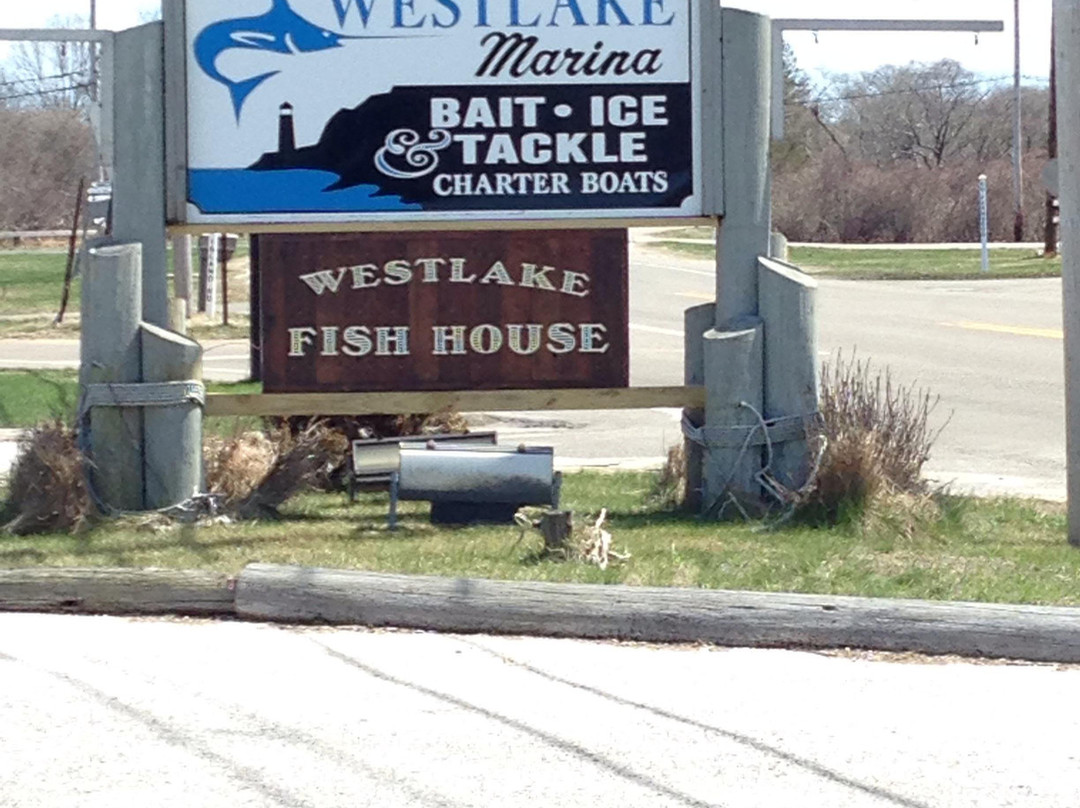 WESTLAKE
Marina
BAIT • ICE
& TACKLE
CHARTER BOATS
WESTLAKE
FISH HOUSE